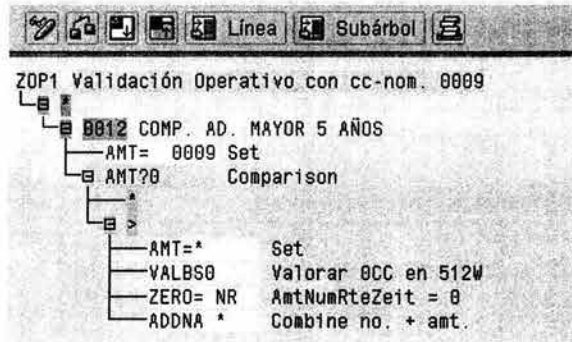 Línea Subárbol
ZOP1 Validación Operativo con cc-nom. 0009
*
0012 COMP. AD. MAYOR 5 AÑOS
AMT= 0009 Set
AMT?0 Comparison
*
>
AMT=* Set
VALBS0 Valorar 0CC en 512W
ZERO= NR AmtNumRteZeit = 0
ADDNA * Combine no. + amt.